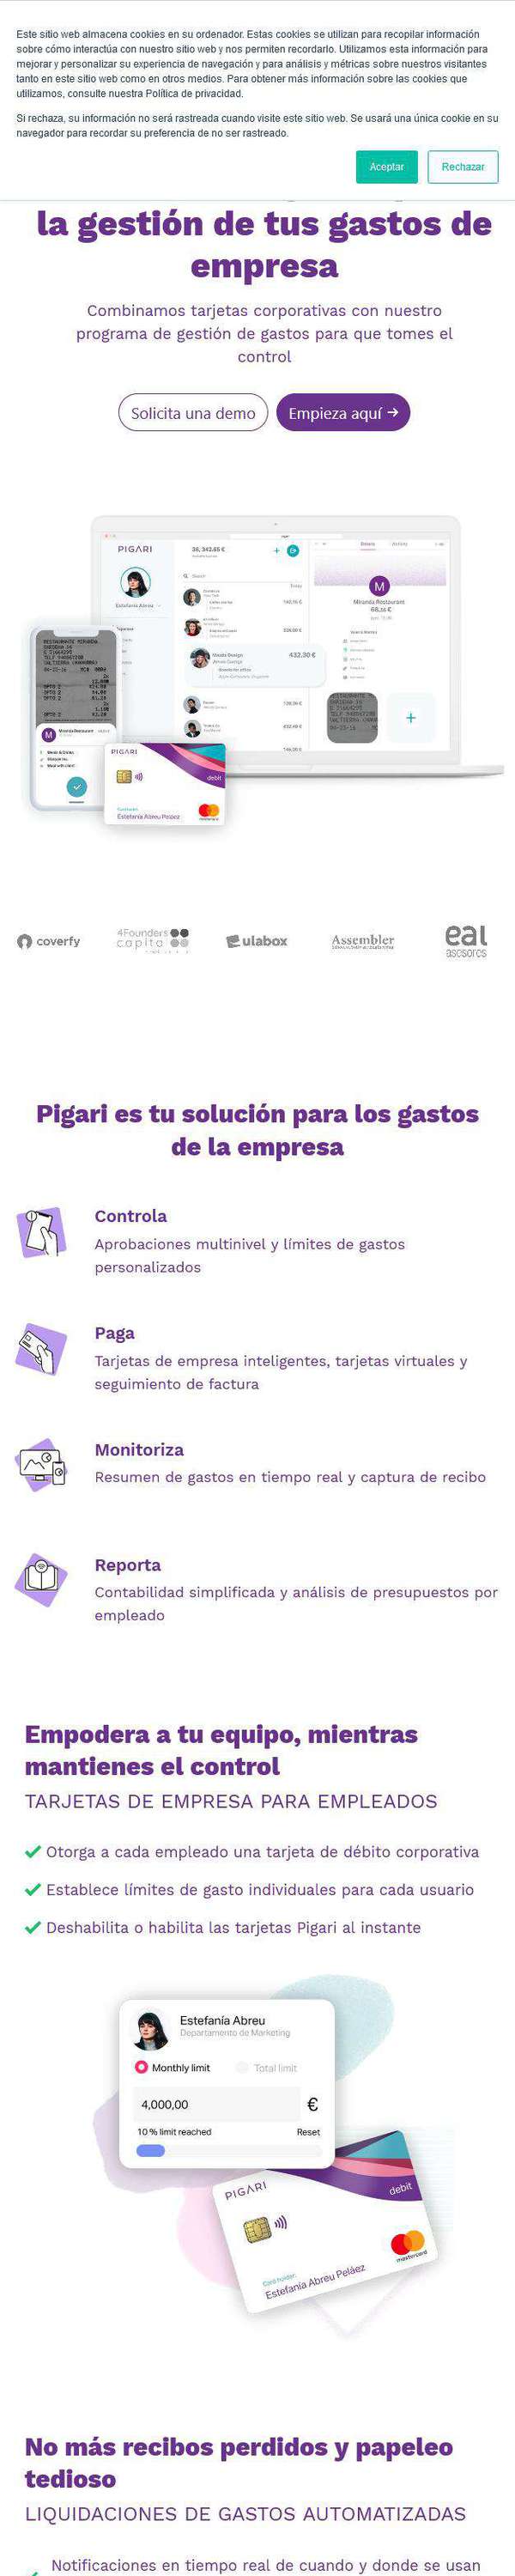 Este sitio web almacena cookies en su ordenador. Estas cookies se utilizan para recopilar información
sobre cómo interactúa con nuestro sitio web y nos permiten recordarlo. Utilizamos esta información para
mejorar y personalizar su experiencia de navegación y para análisis y métricas sobre nuestros visitantes
tanto en este sitio web como en otros medios. Para obtener más información sobre las cookies que
utilizamos, consulte nuestra Política de privacidad.
Si rechaza, su información no será rastreada cuando visite este sitio web. Se usará una única cookie en su
navegador para recordar su preferencia de no ser rastreado.
Aceptar
Rechazar
la gestión de tus gastos de
empresa
Combinamos tarjetas corporativas con nuestro
programa de gestión de gastos para que tomes el
control
Solicita una demo
Empieza aquí →
PIGARI
Estefanía Abreu
Search
Today
Miranda Restaurant
432,00 €
M
PIGARI
debit
Estefanía Abreu Peláez
coverfy
4Founders
capital
ulabox
Assembler
eal
asesores
Pigari es tu solución para los gastos
de la empresa
Controla
Aprobaciones multinivel y límites de gastos
personalizados
Paga
Tarjetas de empresa inteligentes, tarjetas virtuales y
seguimiento de factura
Monitoriza
Resumen de gastos en tiempo real y captura de recibo
Reporta
Contabilidad simplificada y análisis de presupuestos por
empleado
Empodera a tu equipo, mientras
mantienes el control
TARJETAS DE EMPRESA PARA EMPLEADOS
Otorga a cada empleado una tarjeta de débito corporativa
Establece límites de gasto individuales para cada usuario
Deshabilita o habilita las tarjetas Pigari al instante
Estefanía Abreu
Departamento de Marketing
Monthly limit
Total limit
4,000,00
€
10 % limit reached
Reset
PIGARI
debit
Card holder
Estefanía Abreu Peláez
mastercard
No más recibos perdidos y papeleo
tedioso
LIQUIDACIONES DE GASTOS AUTOMATIZADAS
Notificaciones en tiempo real de cuando y donde se usan